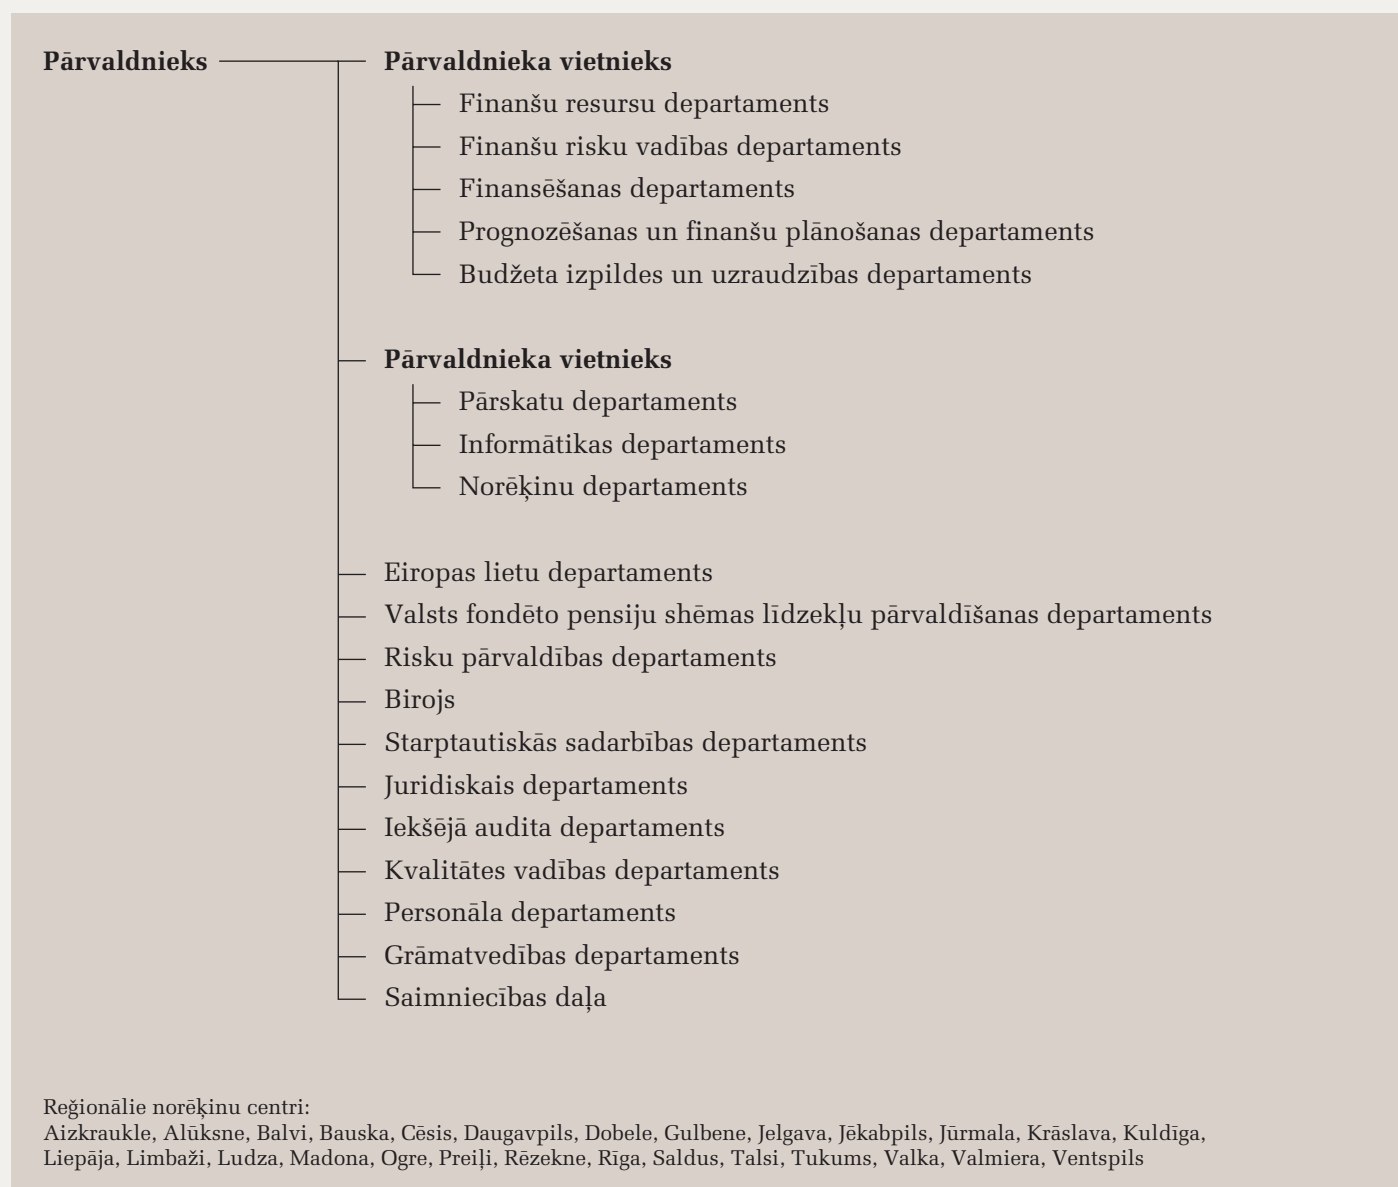 Pārvaldnieks Pārvaldnieka vietnieks
Finanšu resursu departaments
Finanšu risku vadības departaments
Finansēšanas departaments
Prognozēšanas un finanšu plānošanas departaments
Budžeta izpildes un uzraudzības departaments
Pārvaldnieka vietnieks
Pārskatu departaments
Informātikas departaments
Norēķinu departaments
Eiropas lietu departaments
Valsts fondēto pensiju shēmas līdzekļu pārvaldīšanas departaments
Risku pārvaldības departaments
Birojs
Starptautiskās sadarbības departaments
Juridiskais departaments
Iekšējā audita departaments
Kvalitātes vadības departaments
Personāla departaments
Grāmatvedības departaments
Saimniecības daļa
Reğionālie norēķinu centri:
Aizkraukle, Alūksne, Balvi, Bauska, Cēsis, Daugavpils, Dobele, Gulbene, Jelgava, Jēkabpils, Jūrmala, Krāslava, Kuldīga,
Liepāja, Limbaži, Ludza, Madona, Ogre, Preiļi, Rēzekne, Rīga, Saldus, Talsi, Tukums, Valka, Valmiera, Ventspils